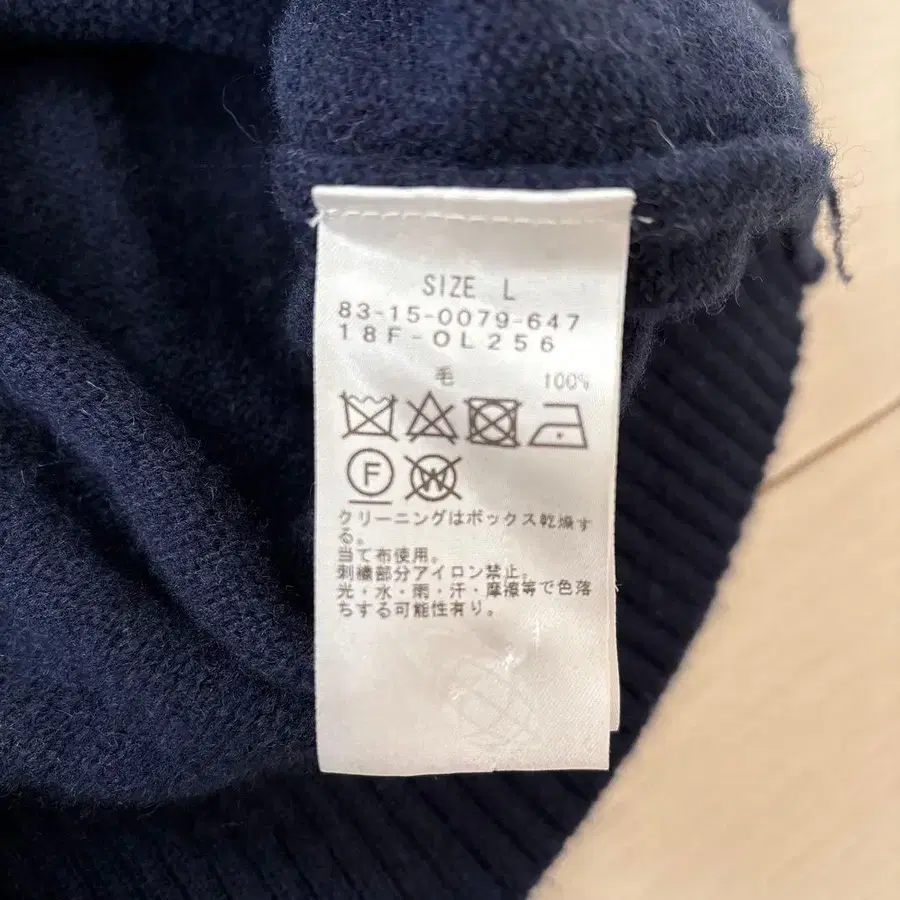 SIZE L
83-15-0079-647
18F-OL256
毛 100%
F W
クリーニングはボックス乾燥す
る。
当て布使用。
刺繍部分アイロン禁止。
光・水・雨・汗・摩擦等で色落
ちする可能性有り。